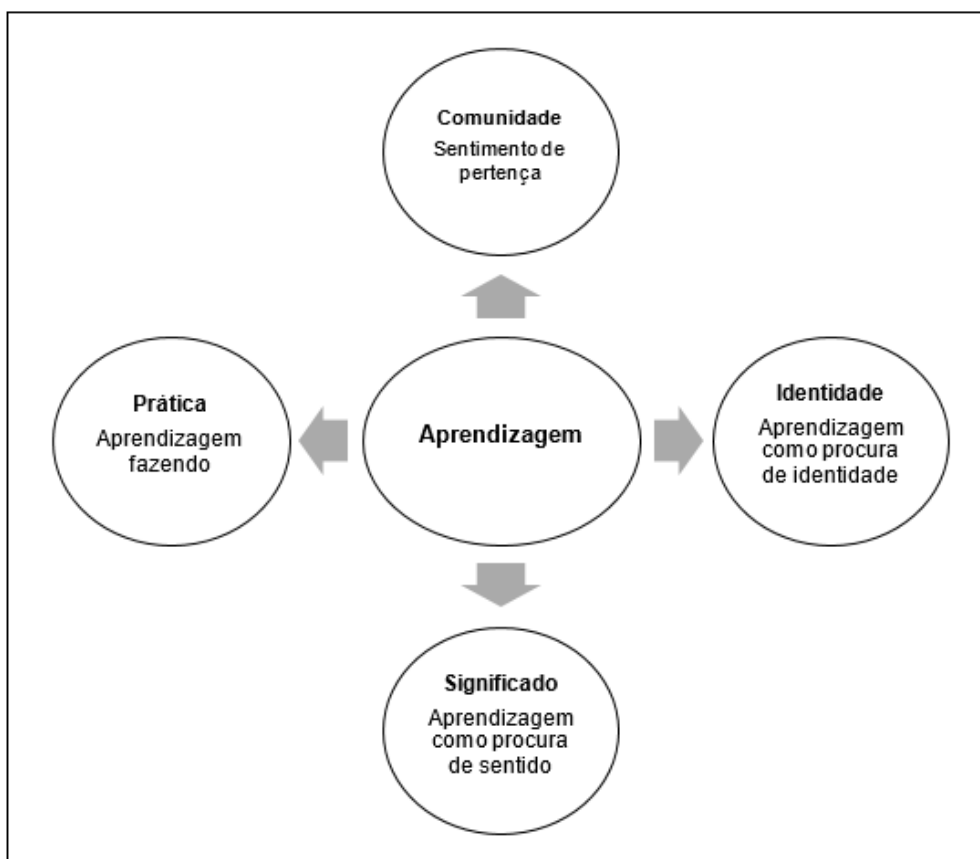 Comunidade
Sentimento de
pertença
Prática
Aprendizagem
fazendo
Aprendizagem
Identidade
Aprendizagem
como procura
de identidade
Significado
Aprendizagem
como procura
de sentido